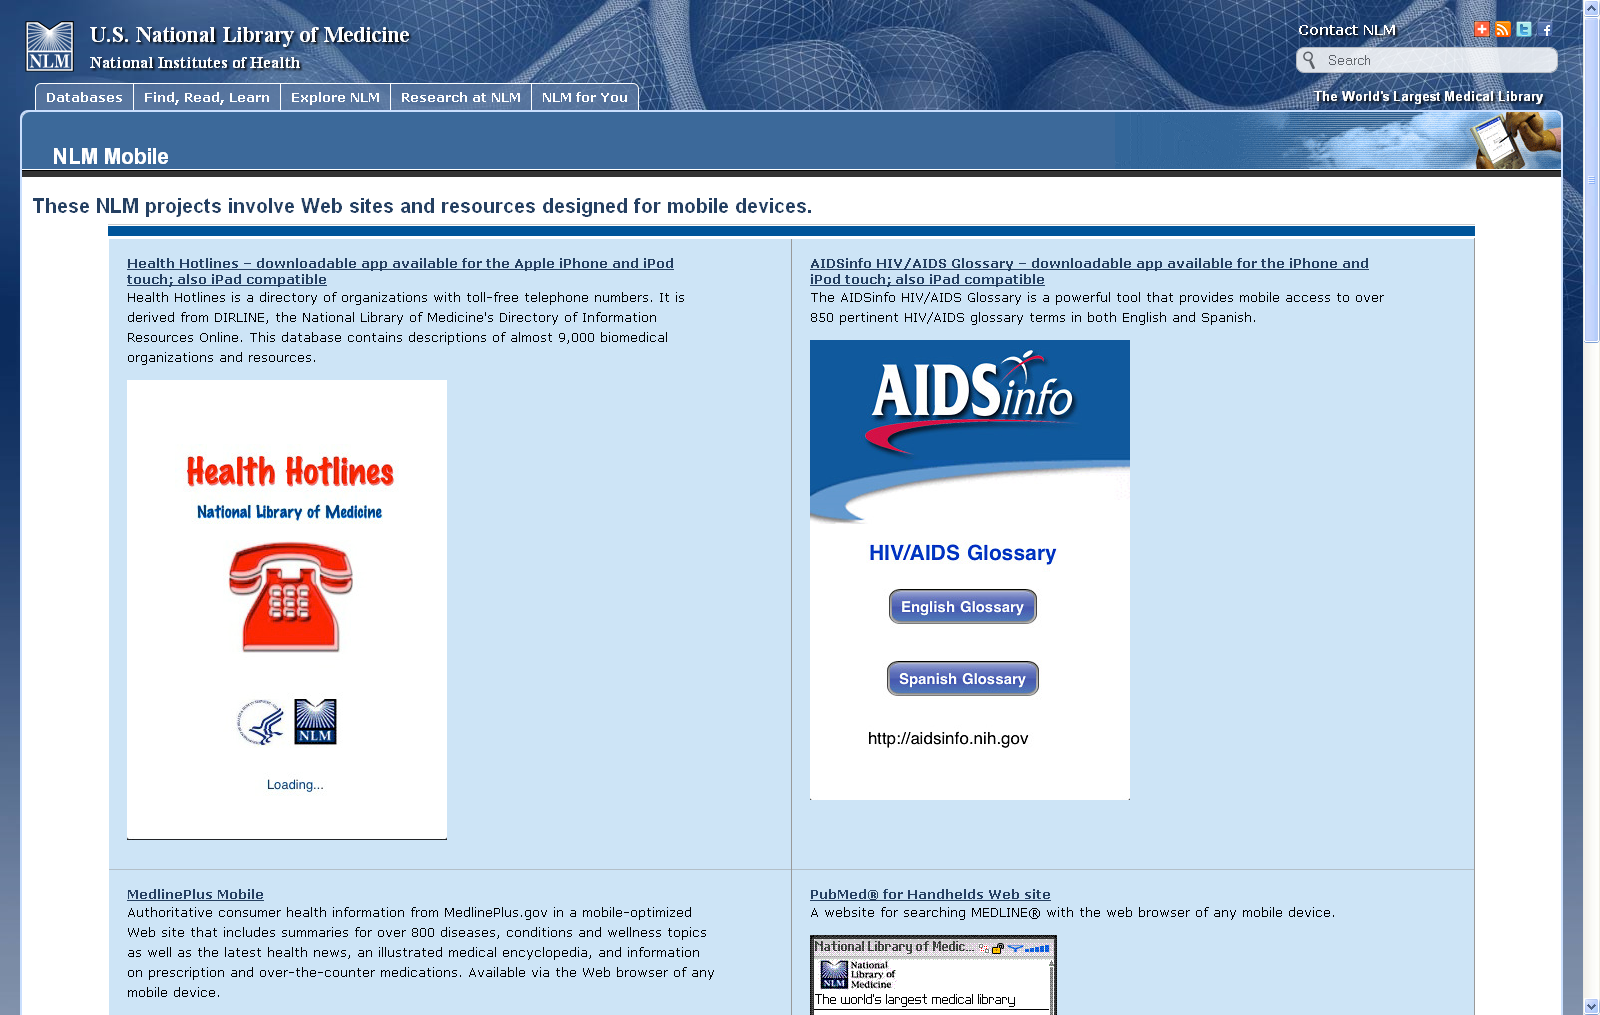 U.S. National Library of Medicine
National Institutes of Health
NLM
Contact NLM
Search
Databases
Find, Read, Learn
Explore NLM
Research at NLM
NLM for You
The World's Largest Medical Library
NLM Mobile
These NLM projects involve Web sites and resources designed for mobile devices.
Health Hotlines – downloadable app available for the Apple iPhone and iPod
touch; also iPad compatible
Health Hotlines is a directory of organizations with toll-free telephone numbers. It is
derived from DIRLINE, the National Library of Medicine's Directory of Information
Resources Online. This database contains descriptions of almost 9,000 biomedical
organizations and resources.
Health Hotlines
National Library of Medicine
NLM
Loading...
AIDSinfo HIV/AIDS Glossary – downloadable app available for the iPhone and
iPod touch; also iPad compatible
The AIDSinfo HIV/AIDS Glossary is a powerful tool that provides mobile access to over
850 pertinent HIV/AIDS glossary terms in both English and Spanish.
AIDSinfo
HIV/AIDS Glossary
English Glossary
Spanish Glossary
http://aidsinfo.nih.gov
MedlinePlus Mobile
Authoritative consumer health information from MedlinePlus.gov in a mobile-optimized
Web site that includes summaries for over 800 diseases, conditions and wellness topics
as well as the latest health news, an illustrated medical encyclopedia, and information
on prescription and over-the-counter medications. Available via the Web browser of any
mobile device.
PubMed® for Handhelds Web site
A website for searching MEDLINE® with the web browser of any mobile device.
National Library of Medic...
NLM
National
Library of
Medicine
The world's largest medical library